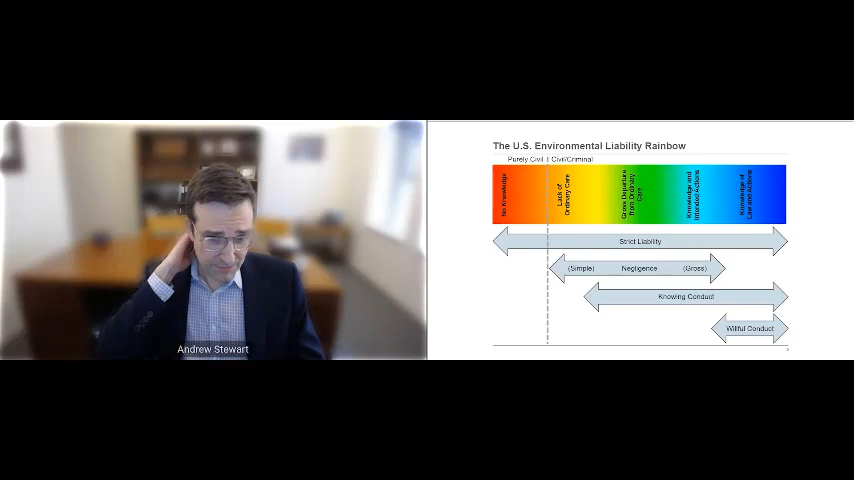 The U.S. Environmental Liability Rainbow
Purely Civil
Civil/Criminal
No Knowledge
Lack of
Ordinary Care
Gross Departure
from Ordinary
Care
Knowledge and
Intended Actions
Knowledge of
Law and Actions
Strict Liability
(Simple) Negligence (Gross)
Knowing Conduct
Willful Conduct
Andrew Stewart